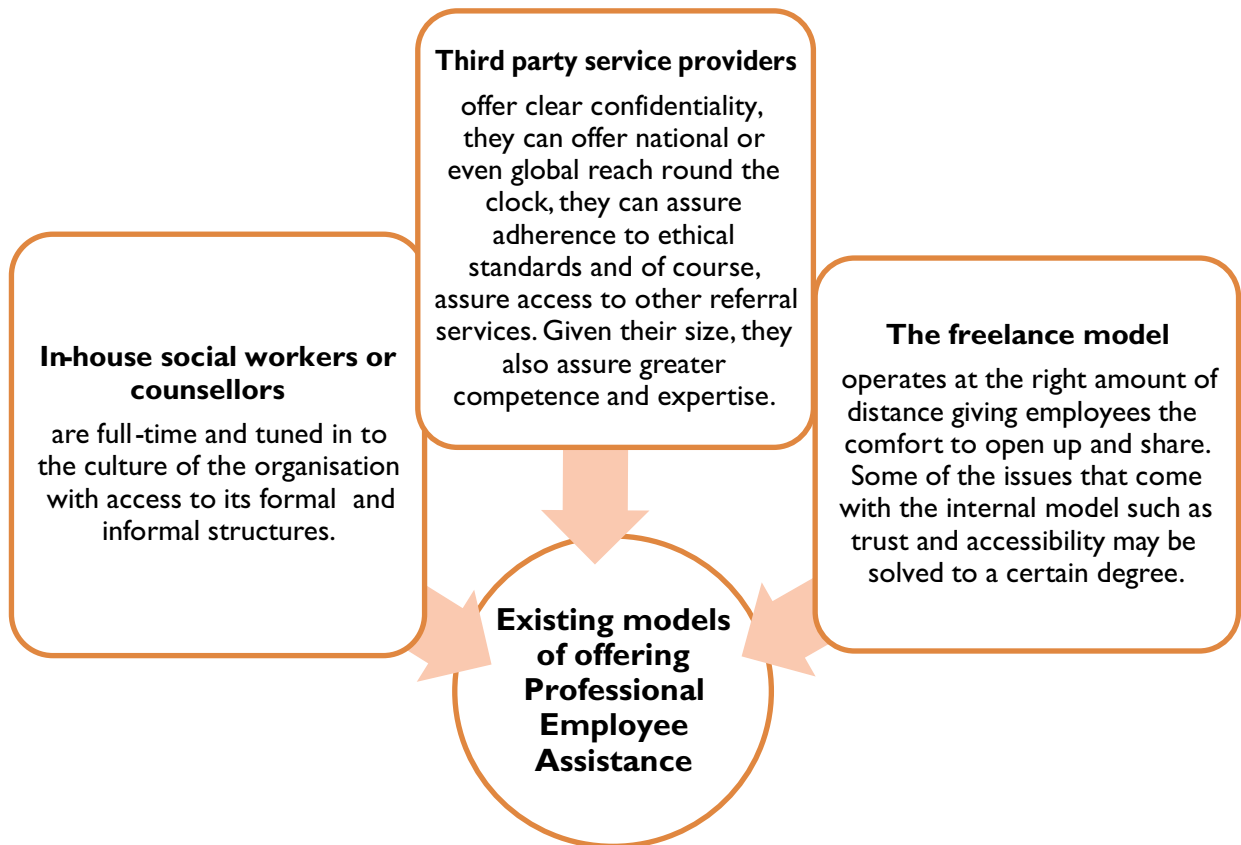 Third party service providers
offer clear confidentiality,
they can offer national or
even global reach round the
clock, they can assure
adherence to ethical
standards and of course,
assure access to other referral
services. Given their size, they
also assure greater
competence and expertise.
In-house social workers or
counsellors
are full-time and tuned in to
the culture of the organisation
with access to its formal and
informal structures.
The freelance model
operates at the right amount of
distance giving employees the
comfort to open up and share.
Some of the issues that come
with the internal model such as
trust and accessibility may be
solved to a certain degree.
Existing models
of offering
Professional
Employee
Assistance